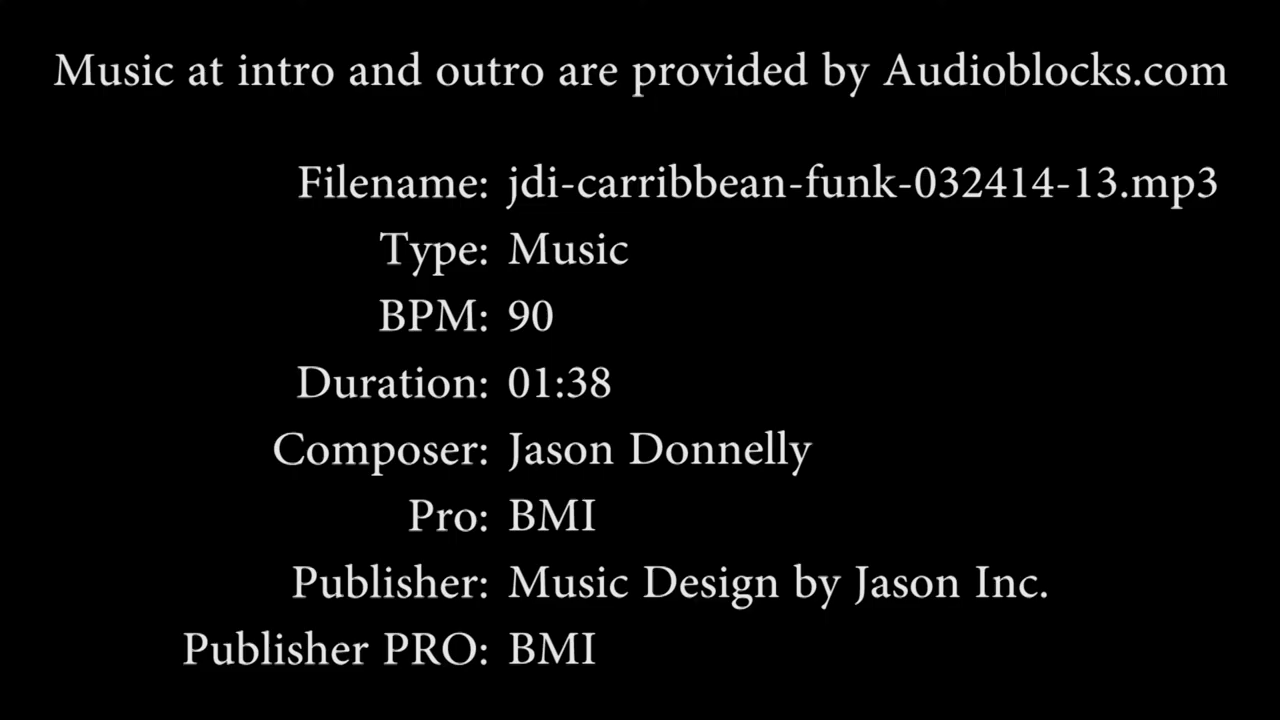 Music at intro and outro are provided by Audioblocks.com
Filename: jdi-carribbean-funk-032414-13.mp3
Type: Music
BPM: 90
Duration: 01:38
Composer: Jason Donnelly
Pro: BMI
Publisher: Music Design by Jason Inc.
Publisher PRO: BMI